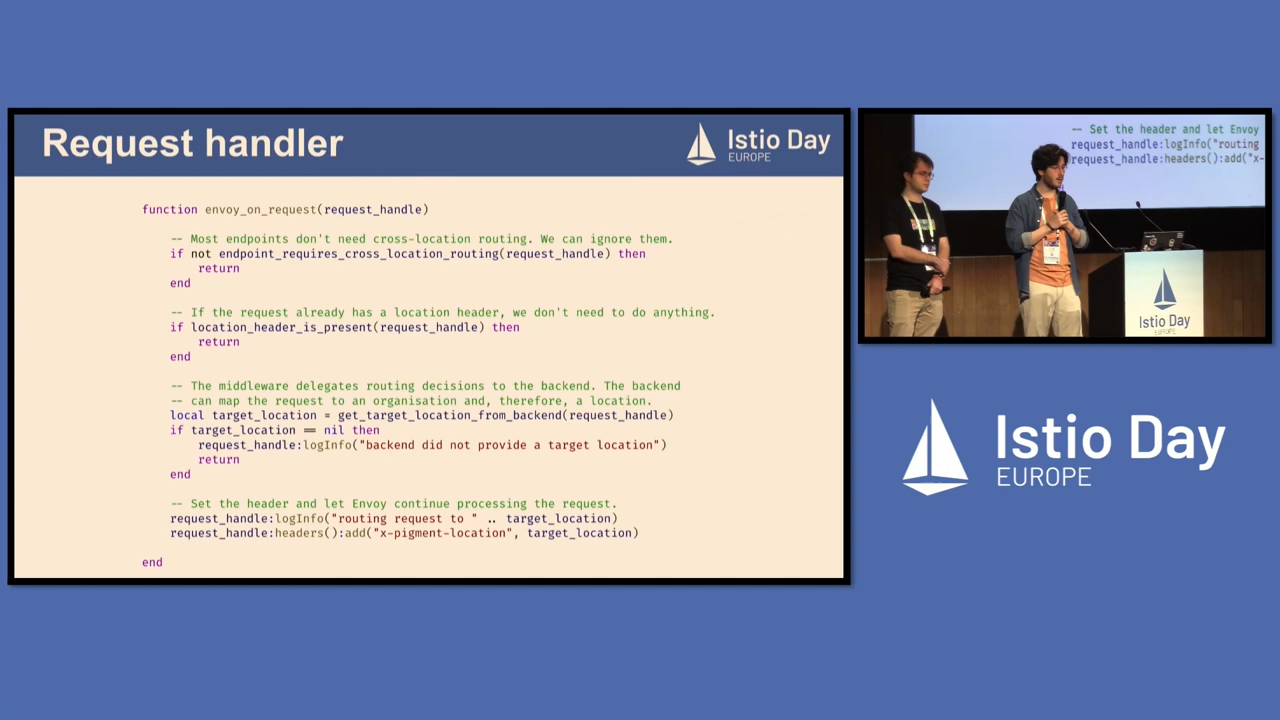 Request handler
Istio Day
EUROPE
function envoy_on_request(request_handle)
-- Most endpoints don't need cross-location routing. We can ignore them.
if not endpoint_requires_cross_location_routing(request_handle) then
return
end
-- If the request already has a location header, we don't need to do anything.
if location_header_is_present(request_handle) then
return
end
-- The middleware delegates routing decisions to the backend. The backend
-- can map the request to an organisation and, therefore, a location.
local target_location = get_target_location_from_backend(request_handle)
if target_location == nil then
request_handle:logInfo("backend did not provide a target location")
return
end
-- Set the header and let Envoy continue processing the request.
request_handle:logInfo("routing request to " .. target_location)
request_handle:headers():add("x-pigment-location", target_location)
end
-- Set the header and let Envoy
request_handle:logInfo("routing
request_handle:headers():add("x-
Istio Day
EUROPE
Istio Day
EUROPE